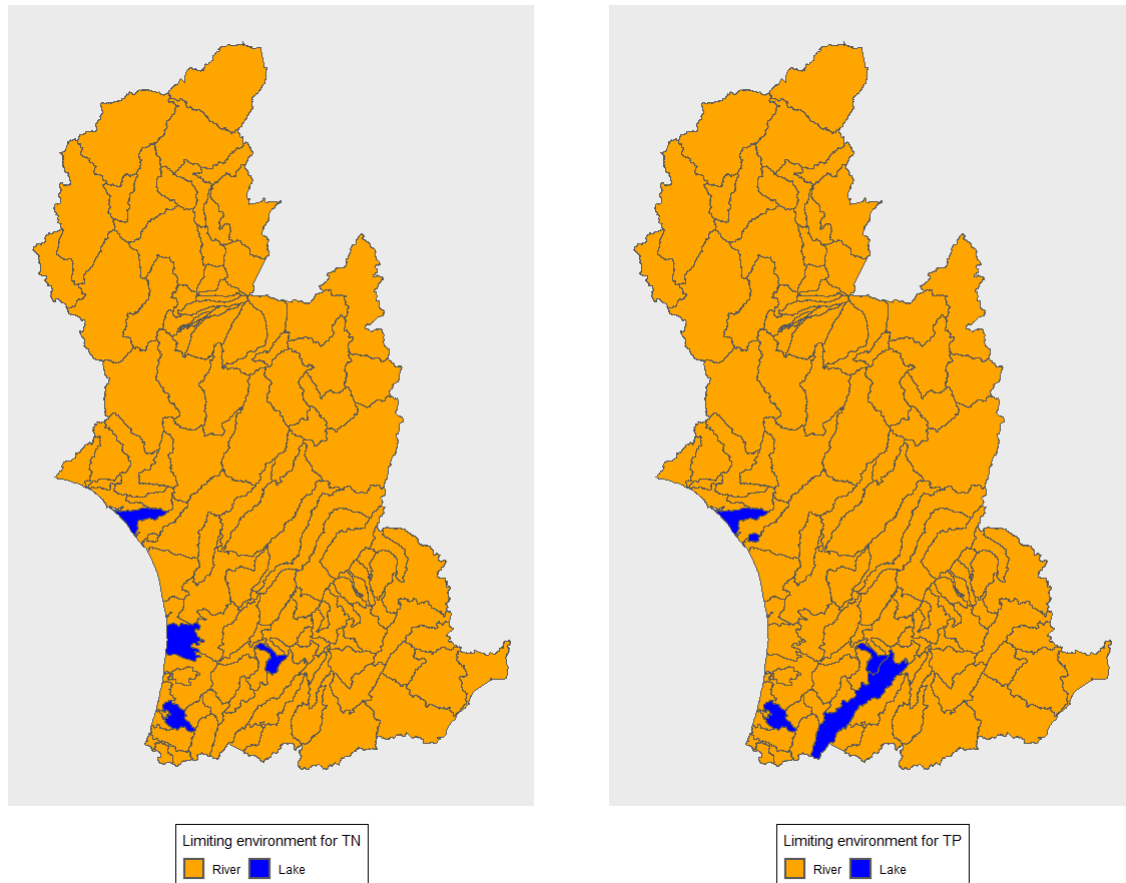 Limiting environment for TN
River Lake
Limiting environment for TP
River Lake